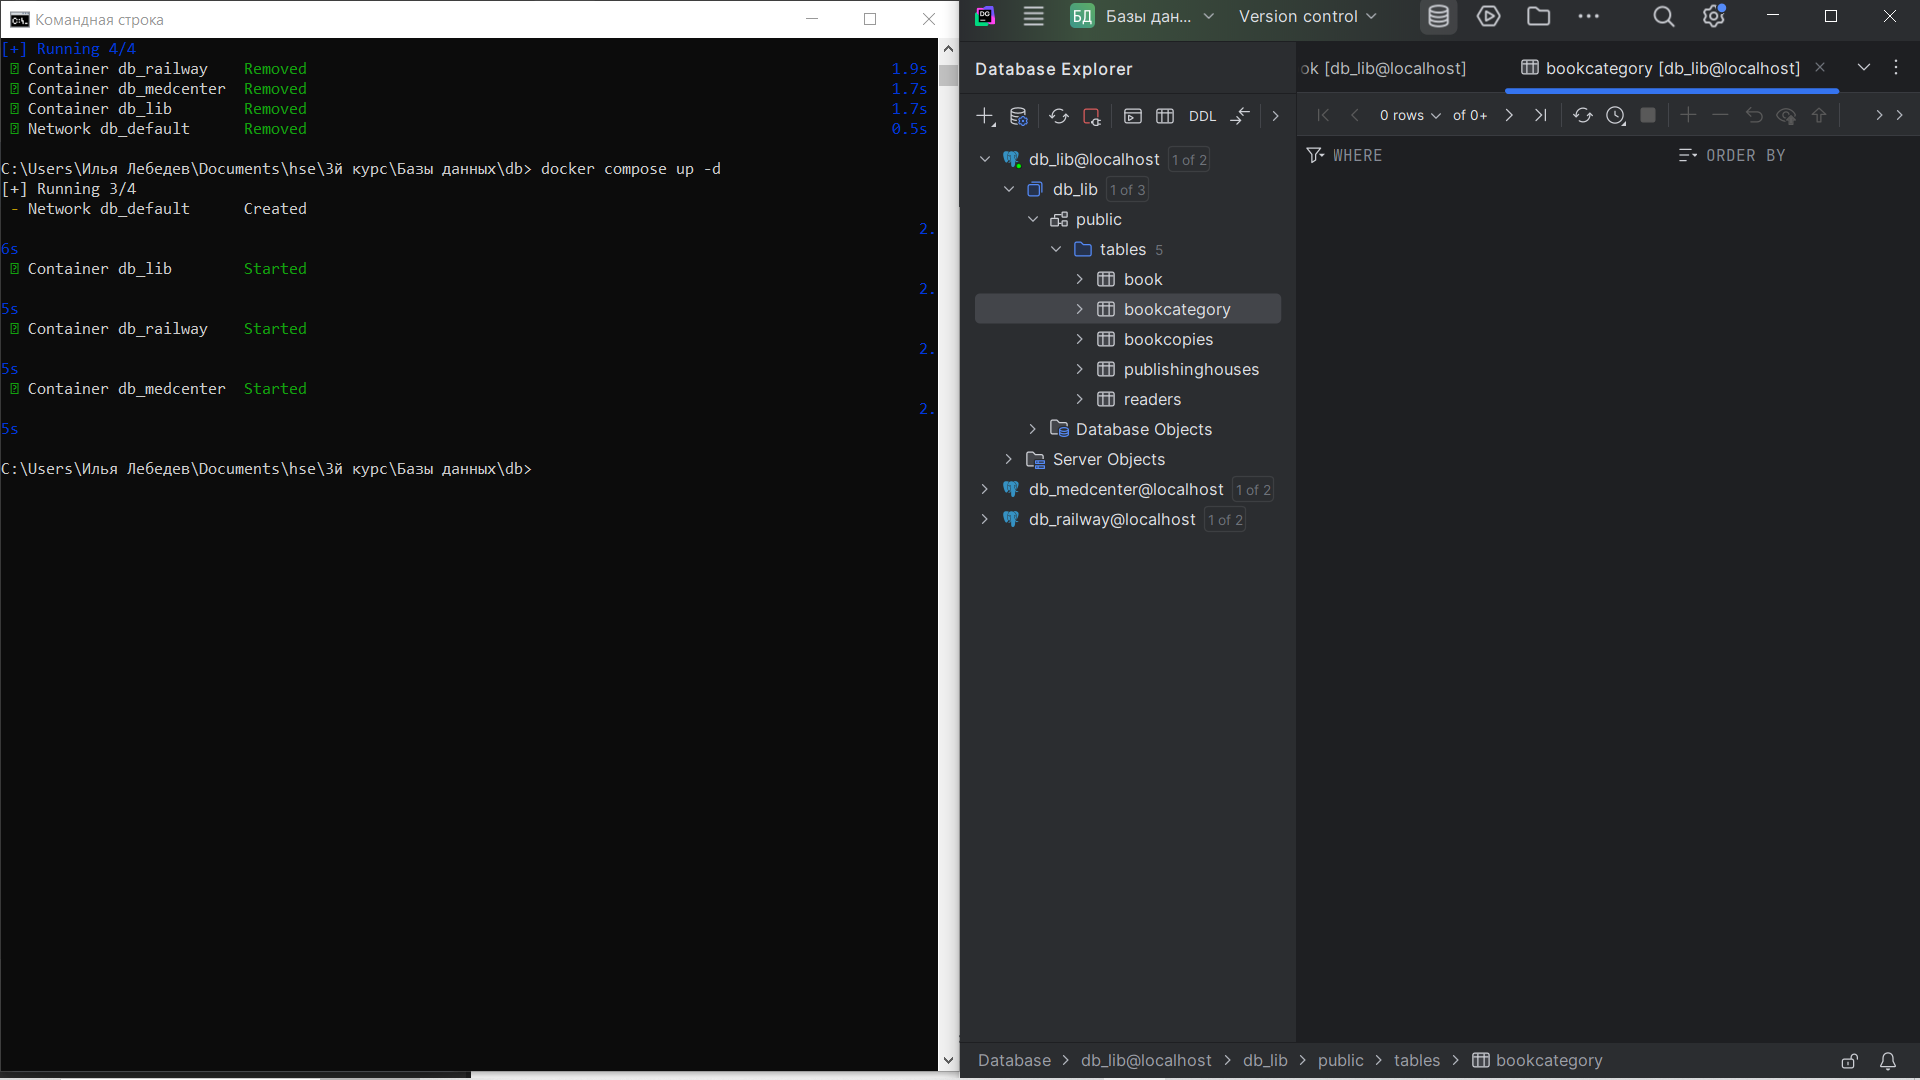 Командная строка
[+] Running 4/4
Container db_railway Removed 1.9s
Container db_medcenter Removed 1.7s
Container db_lib Removed 1.7s
Network db_default Removed 0.5s
C:\Users\Илья Лебедев\Documents\hse\3й курс\Базы данных\db> docker compose up -d
[+] Running 3/4
- Network db_default Created
2.
6s
Container db_lib Started
2.
5s
Container db_railway Started
2.
5s
Container db_medcenter Started
2.
5s
C:\Users\Илья Лебедев\Documents\hse\3й курс\Базы данных\db>
DG
БД Базы дан... Version control
Database Explorer
ok [db_lib@localhost] bookcategory [db_lib@localhost]
DDL
0 rows of 0+
WHERE ORDER BY
db_lib@localhost 1 of 2
db_lib 1 of 3
public
tables 5
book
bookcategory
bookcopies
publishinghouses
readers
Database Objects
Server Objects
db_medcenter@localhost 1 of 2
db_railway@localhost 1 of 2
Database > db_lib@localhost > db_lib > public > tables > bookcategory